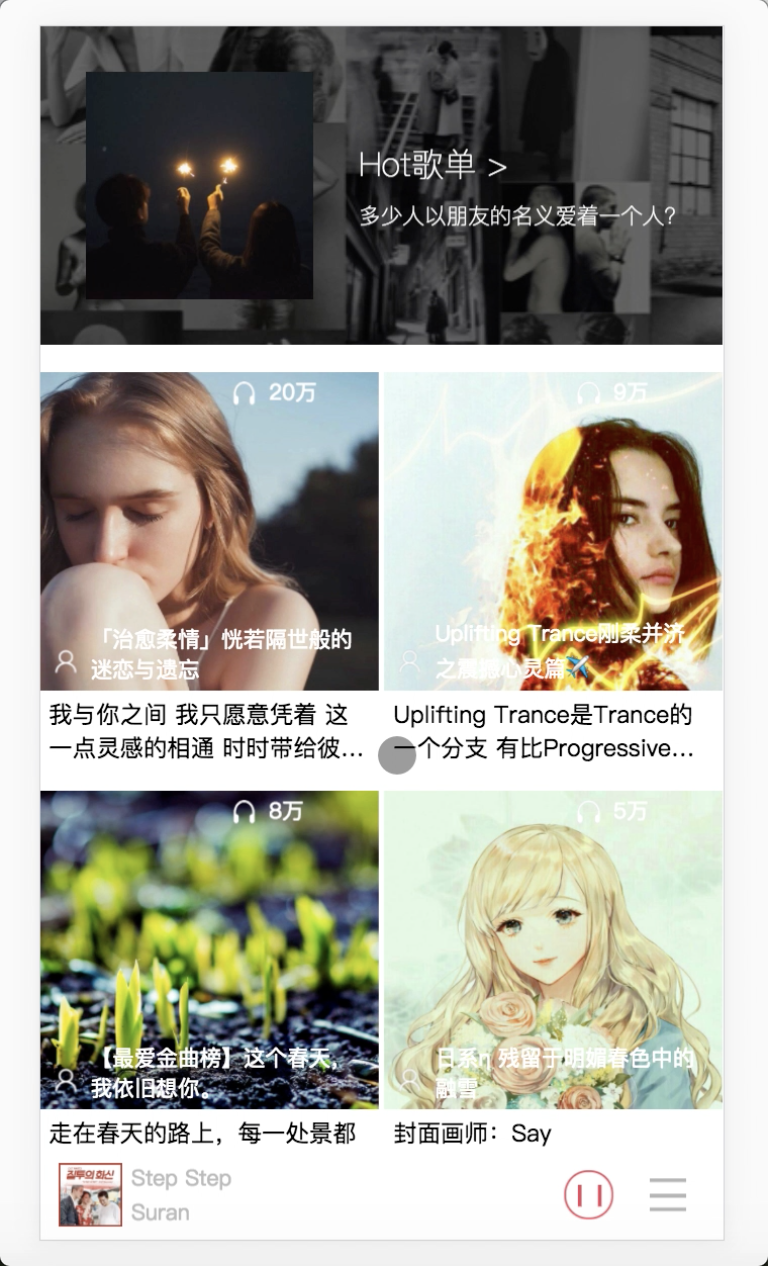 Hot歌单 >
多少人以朋友的名义爱着一个人?
20万
「治愈柔情」恍若隔世般的
迷恋与遗忘
我与你之间 我只愿意凭着 这
一点灵感的相通 时时带给彼...
9万
Uplifting Trance刚柔并济
之震撼心灵篇✈️
Uplifting Trance是Trance的
一个分支 有比Progressive...
8万
【最爱金曲榜】这个春天,
我依旧想你。
走在春天的路上，每一处景都
5万
日系η 残留于明媚春色中的
融雪
封面画师：Say
질투의 화신
Step Step
Suran